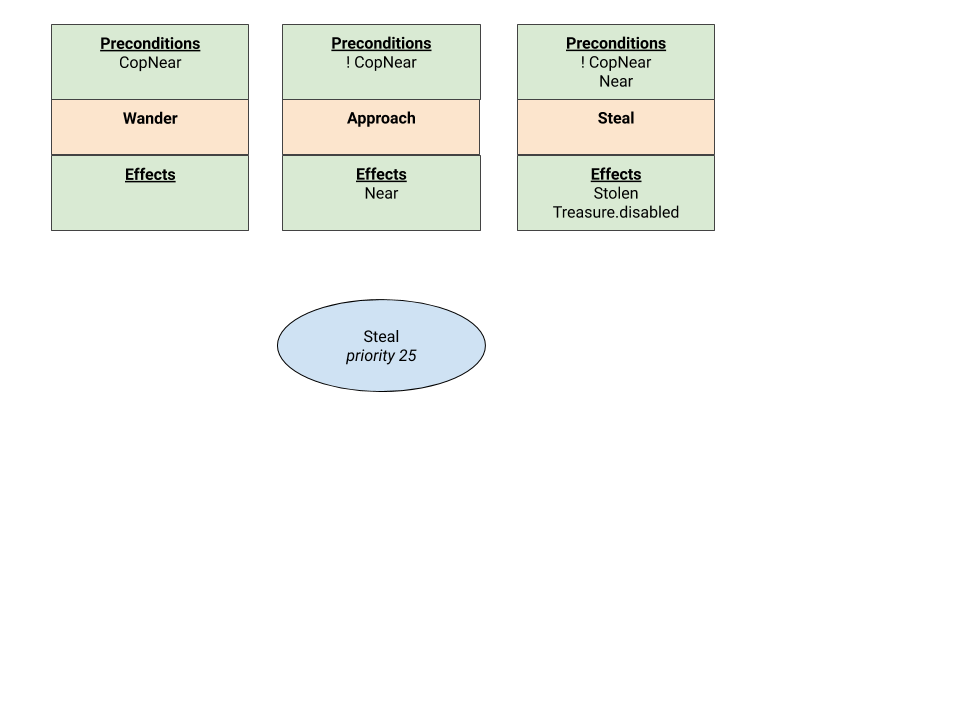 Preconditions
CopNear
Wander
Effects
Preconditions
! CopNear
Approach
Effects
Near
Preconditions
! CopNear
Near
Steal
Effects
Stolen
Treasure.disabled
Steal
priority 25